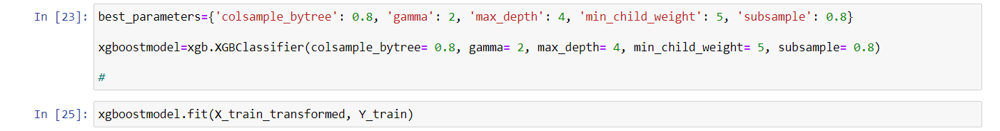 In [23]: best_parameters={'colsample_bytree': 0.8, 'gamma': 2, 'max_depth': 4, 'min_child_weight': 5, 'subsample': 0.8}
xgboostmodel=xgb.XGBClassifier(colsample_bytree= 0.8, gamma= 2, max_depth= 4, min_child_weight= 5, subsample= 0.8)
#
In [25]: xgboostmodel.fit(X_train_transformed, Y_train)